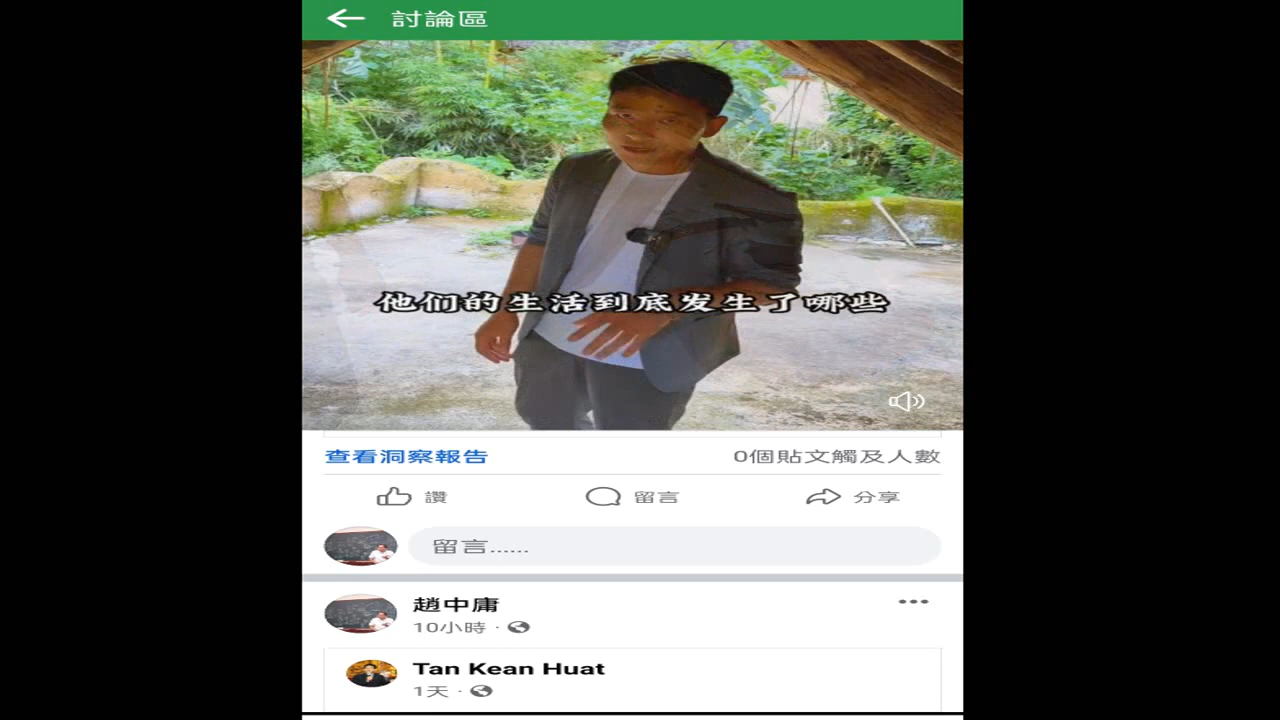 討論區
他们的生活到底发生了哪些
查看洞察報告
0個貼文觸及人數
讚
留言
分享
留言......
趙中庸
10小時 ·
Tan Kean Huat
1天 ·